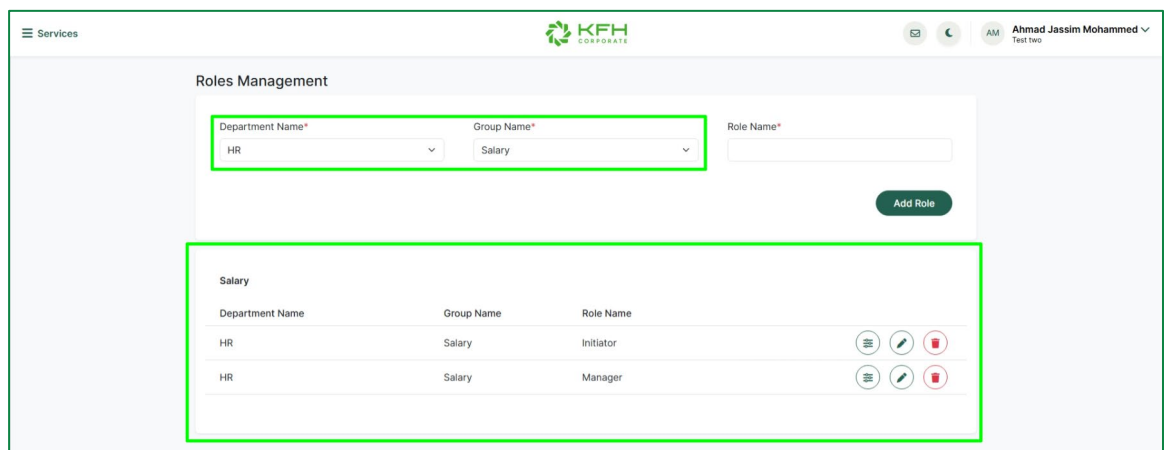 Services
KFH
CORPORATE
AM
Ahmad Jassim Mohammed
Test two
Roles Management
Department Name* Group Name* Role Name*
HR Salary
Add Role
Salary
Department Name Group Name Role Name
HR Salary Initiator
HR Salary Manager